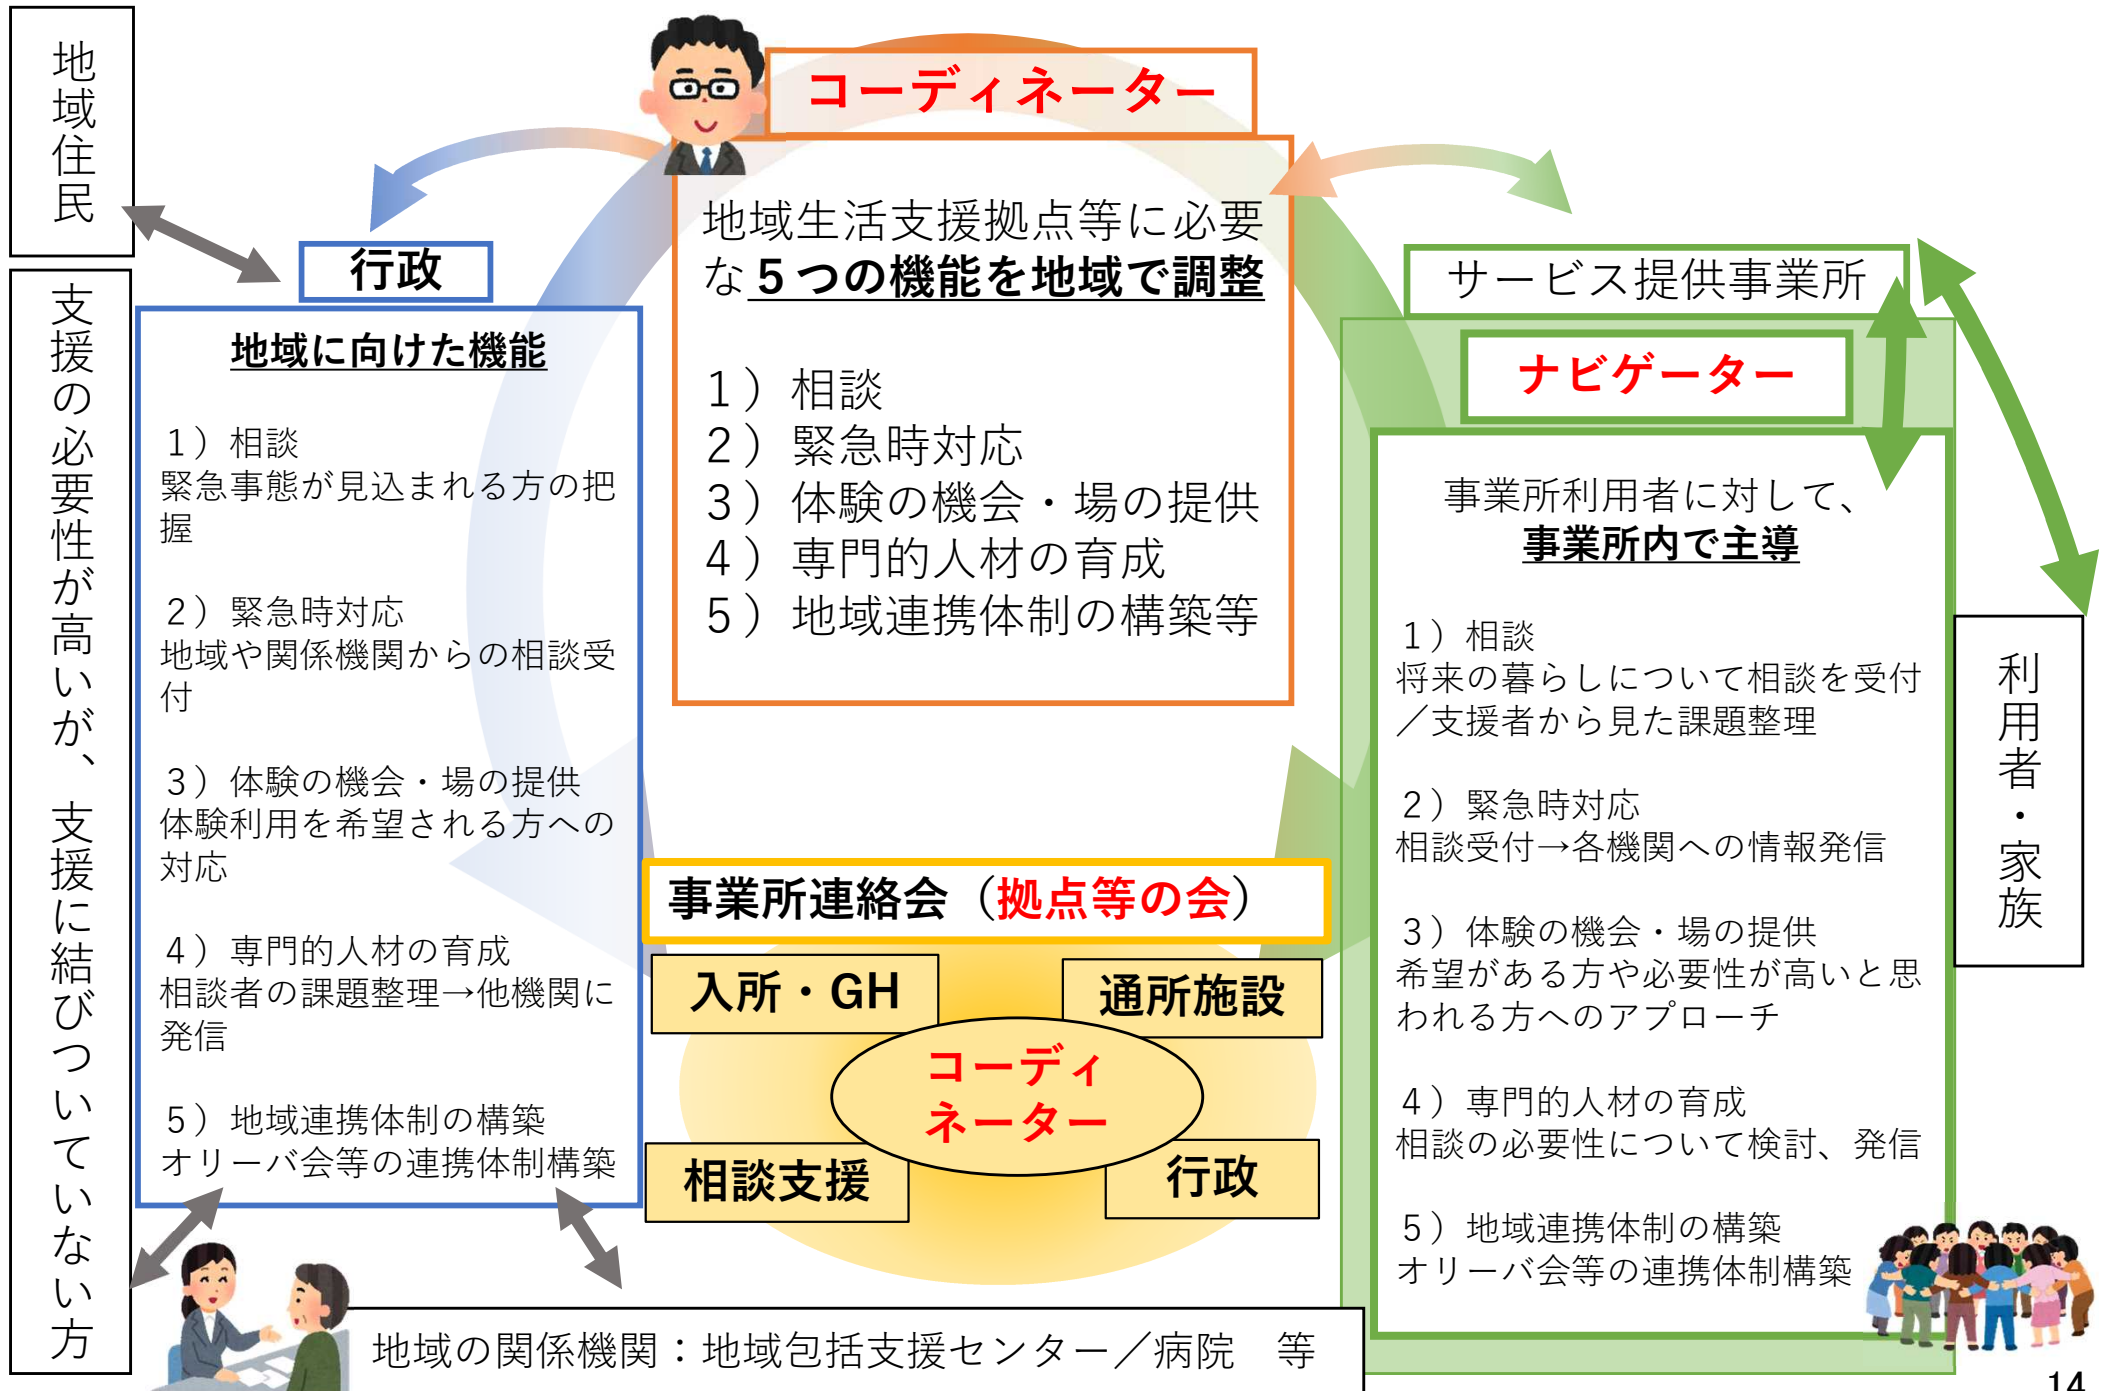 地域住民
支援の必要性が高いが、支援に結びついていない方
コーディネーター
地域生活支援拠点等に必要
な５つの機能を地域で調整
１）相談
２）緊急時対応
３）体験の機会・場の提供
４）専門的人材の育成
５）地域連携体制の構築等
行政
地域に向けた機能
１）相談
緊急事態が見込まれる方の把
握
２）緊急時対応
地域や関係機関からの相談受
付
３）体験の機会・場の提供
体験利用を希望される方への
対応
４）専門的人材の育成
相談者の課題整理→他機関に
発信
５）地域連携体制の構築
オリーバ会等の連携体制構築
サービス提供事業所
ナビゲーター
事業所利用者に対して、
事業所内で主導
１）相談
将来の暮らしについて相談を受付
／支援者から見た課題整理
２）緊急時対応
相談受付→各機関への情報発信
３）体験の機会・場の提供
希望がある方や必要性が高いと思
われる方へのアプローチ
４）専門的人材の育成
相談の必要性について検討、発信
５）地域連携体制の構築
オリーバ会等の連携体制構築
利用者・家族
事業所連絡会（拠点等の会）
入所・GH
通所施設
コーディ
ネーター
相談支援
行政
地域の関係機関：地域包括支援センター／病院　等
14